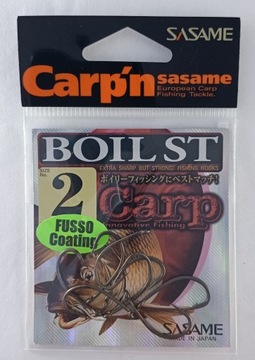 SASAME
Carp'n sasame
European Carp
Fishing Tackle.
BOIL ST
EXTRA SHARP BUT STRONG! FISHING HOOKS
ボイリーフィッシングにベストマッチ!
SIZE
No.
2
Carp
Innovative Fishing
FUSSO
Coating
SASAME
MADE IN JAPAN